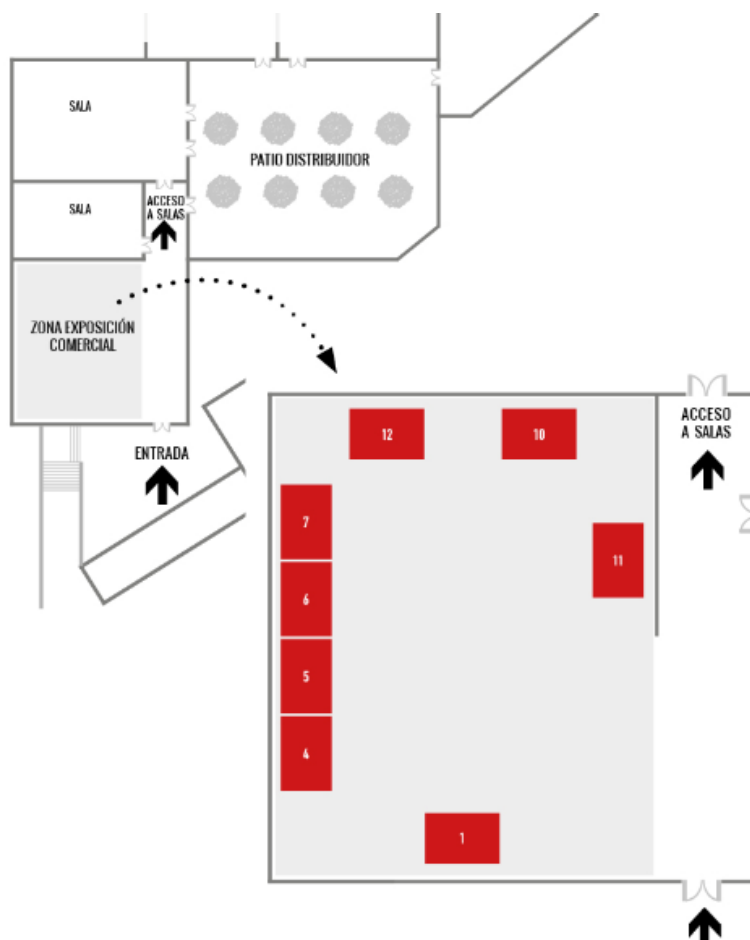 SALA
PATIO DISTRIBUIDOR
SALA
ACCESO
A SALAS
ZONA EXPOSICIÓN
COMERCIAL
ENTRADA
ACCESO
A SALAS
12
10
7
11
6
5
4
1